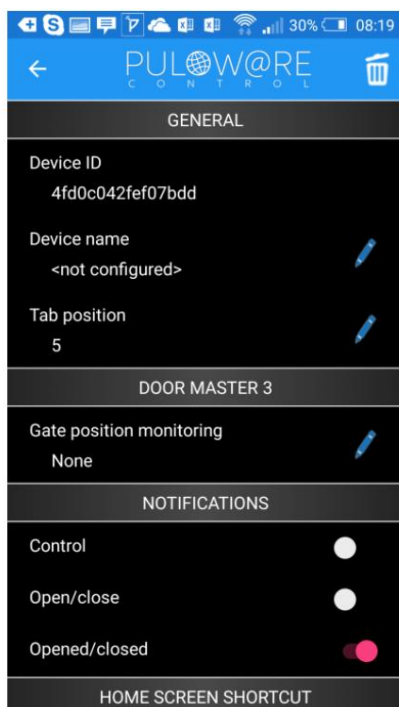 30% 08:19
PULOW@RE
CONTROL
GENERAL
Device ID
4fd0c042fef07bdd
Device name
<not configured>
Tab position
5
DOOR MASTER 3
Gate position monitoring
None
NOTIFICATIONS
Control
Open/close
Opened/closed
HOME SCREEN SHORTCUT